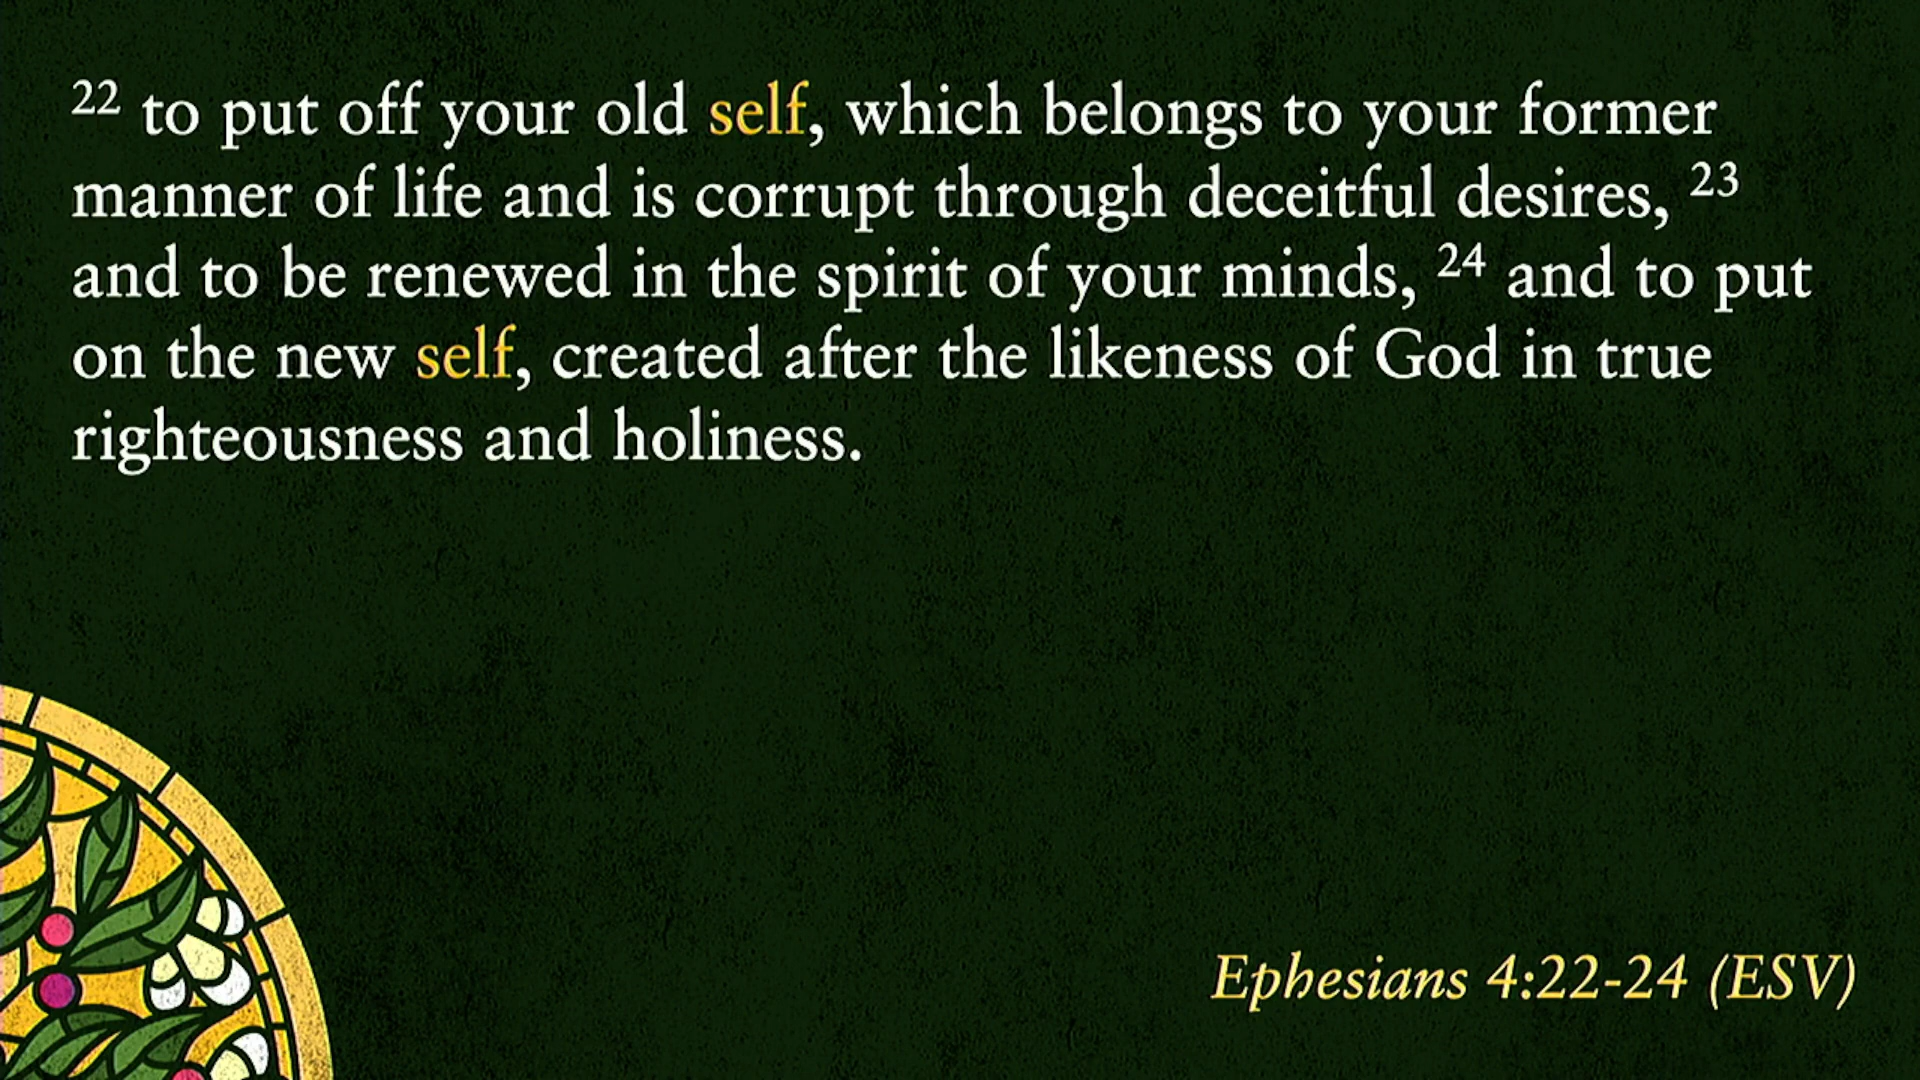 22 to put off your old self, which belongs to your former
manner of life and is corrupt through deceitful desires, 23
and to be renewed in the spirit of your minds, 24 and to put
on the new self, created after the likeness of God in true
righteousness and holiness.
Ephesians 4:22-24 (ESV)